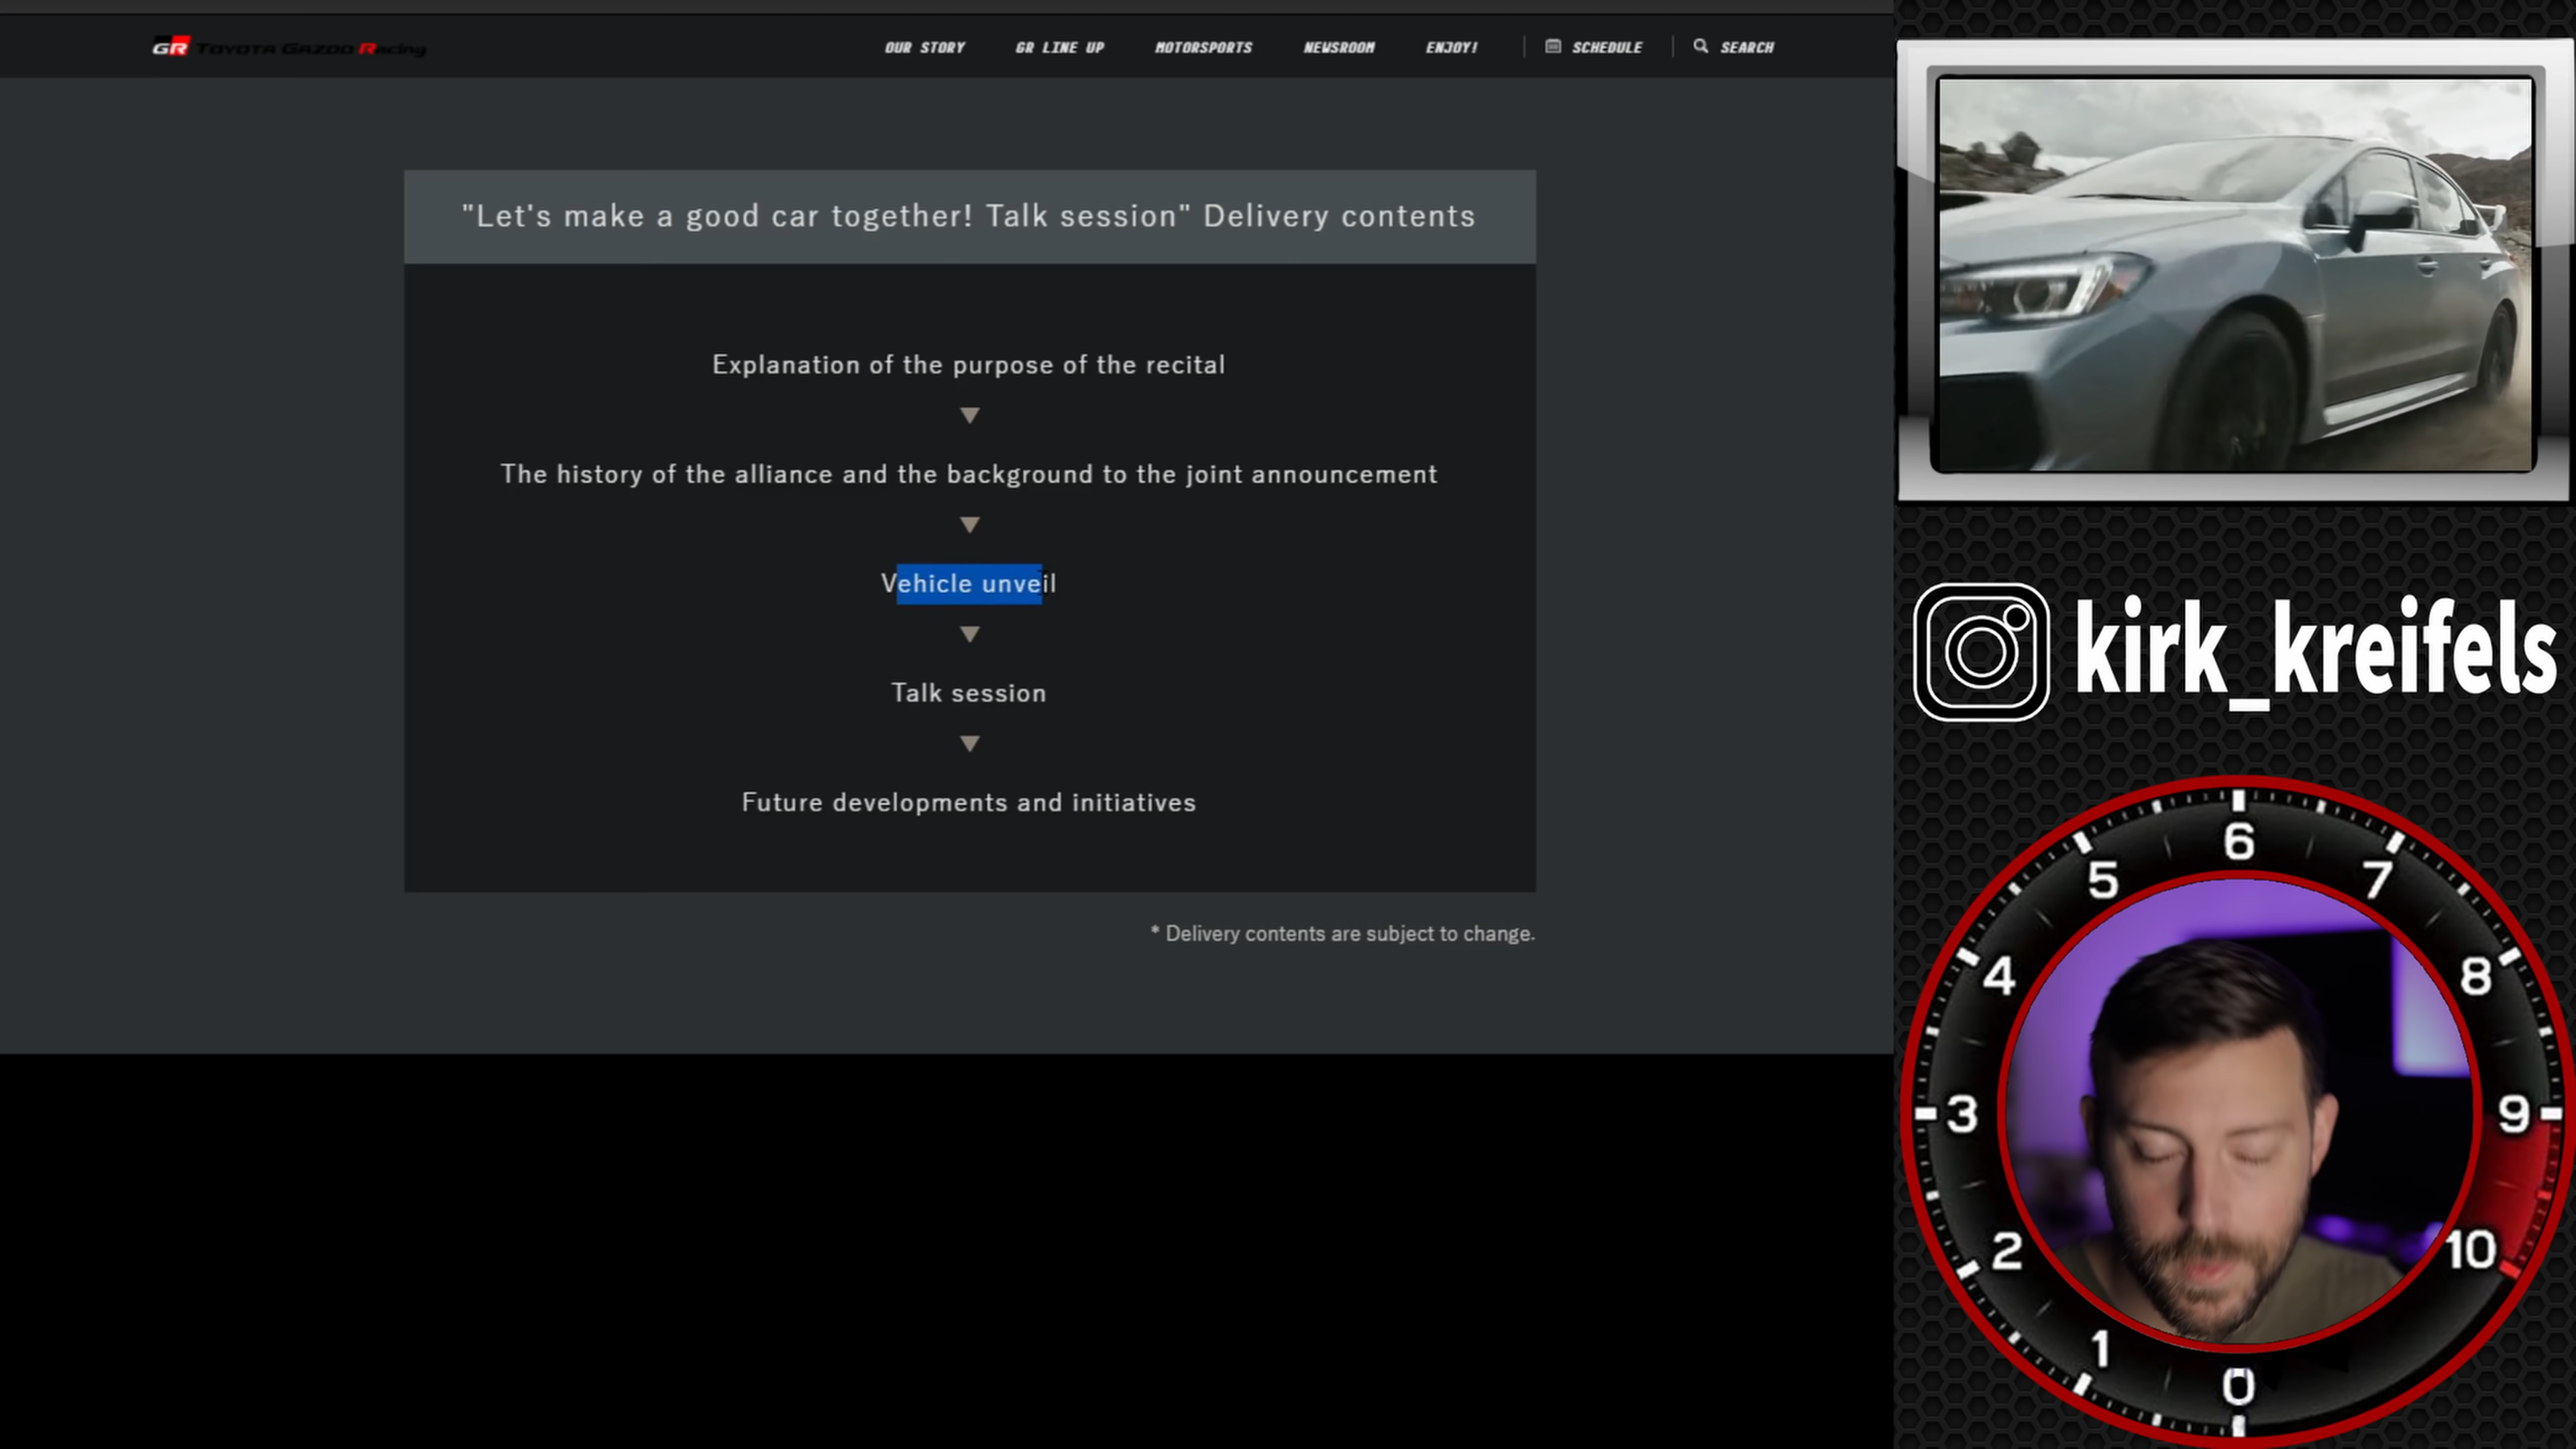 GR TOYOTA GAZOO Racing
OUR STORY
GR LINE UP
MOTORSPORTS
NEWSROOM
ENJOY!
SCHEDULE
SEARCH
"Let's make a good car together! Talk session" Delivery contents
Explanation of the purpose of the recital
The history of the alliance and the background to the joint announcement
Vehicle unveil
Talk session
Future developments and initiatives
* Delivery contents are subject to change.
kirk_kreifels
6
5
7
4
8
3
9
2
10
1
0